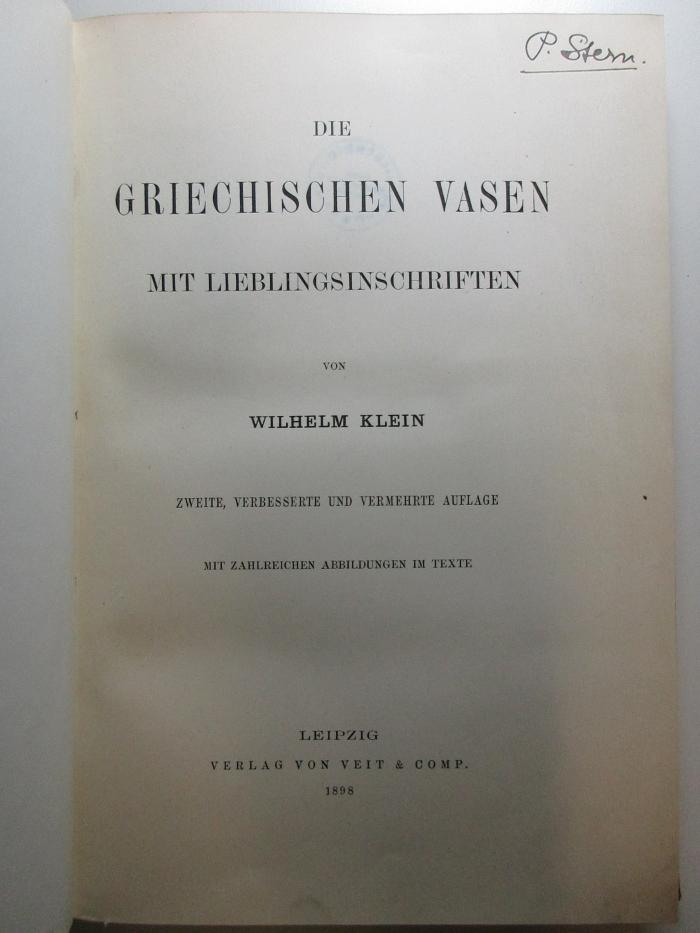 P. Stern.
DIE
GRIECHISCHEN VASEN
MIT LIEBLINGSINSCHRIFTEN
VON
WILHELM KLEIN
ZWEITE, VERBESSERTE UND VERMEHRTE AUFLAGE
MIT ZAHLREICHEN ABBILDUNGEN IM TEXTE
LEIPZIG
VERLAG VON VEIT & COMP.
1898